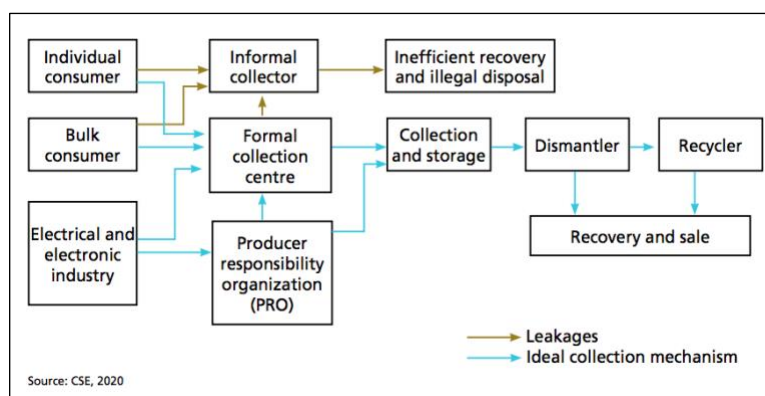 Individual
consumer
Informal
collector
Inefficient recovery
and illegal disposal
Bulk
consumer
Formal
collection
centre
Collection
and storage
Dismantler
Recycler
Electrical and
electronic
industry
Producer
responsibility
organization
(PRO)
Recovery and sale
Leakages
Ideal collection mechanism
Source: CSE, 2020